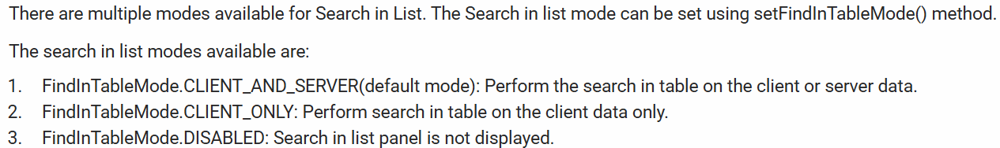 There are multiple modes available for Search in List. The Search in list mode can be set using setFindInTableMode() method.
The search in list modes available are:
1. FindInTableMode.CLIENT_AND_SERVER(default mode): Perform the search in table on the client or server data.
2. FindInTableMode.CLIENT_ONLY: Perform search in table on the client data only.
3. FindInTableMode.DISABLED: Search in list panel is not displayed.